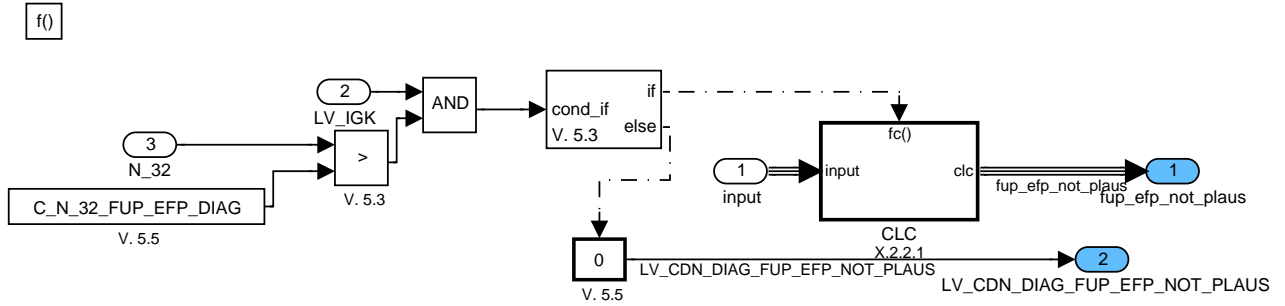 f()
2
LV_IGK
AND
cond_if
if
else
V. 5.3
3
N_32
>
V. 5.3
C_N_32_FUP_EFP_DIAG
V. 5.5
fc()
1
input
input
clc
fup_efp_not_plaus
1
fup_efp_not_plaus
CLC
X.2.2.1
0
V. 5.5
LV_CDN_DIAG_FUP_EFP_NOT_PLAUS
2
LV_CDN_DIAG_FUP_EFP_NOT_PLAUS